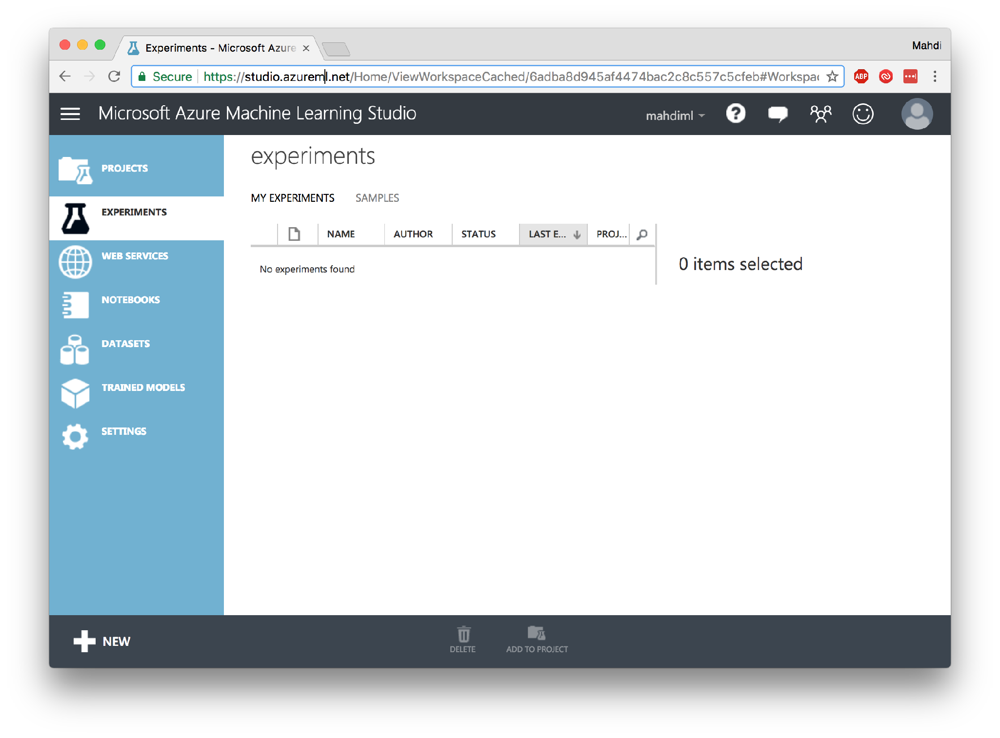 Experiments - Microsoft Azure
Mahdi
Secure https://studio.azureml.net/Home/ViewWorkspaceCached/6adba8d945af4474bac2c8c557c5cfeb#Workspac
ABP
Microsoft Azure Machine Learning Studio
mahdiml
?
PROJECTS
EXPERIMENTS
WEB SERVICES
NOTEBOOKS
DATASETS
TRAINED MODELS
SETTINGS
experiments
MY EXPERIMENTS SAMPLES
NAME AUTHOR STATUS LAST E... PROJ...
No experiments found
0 items selected
NEW
DELETE
ADD TO PROJECT